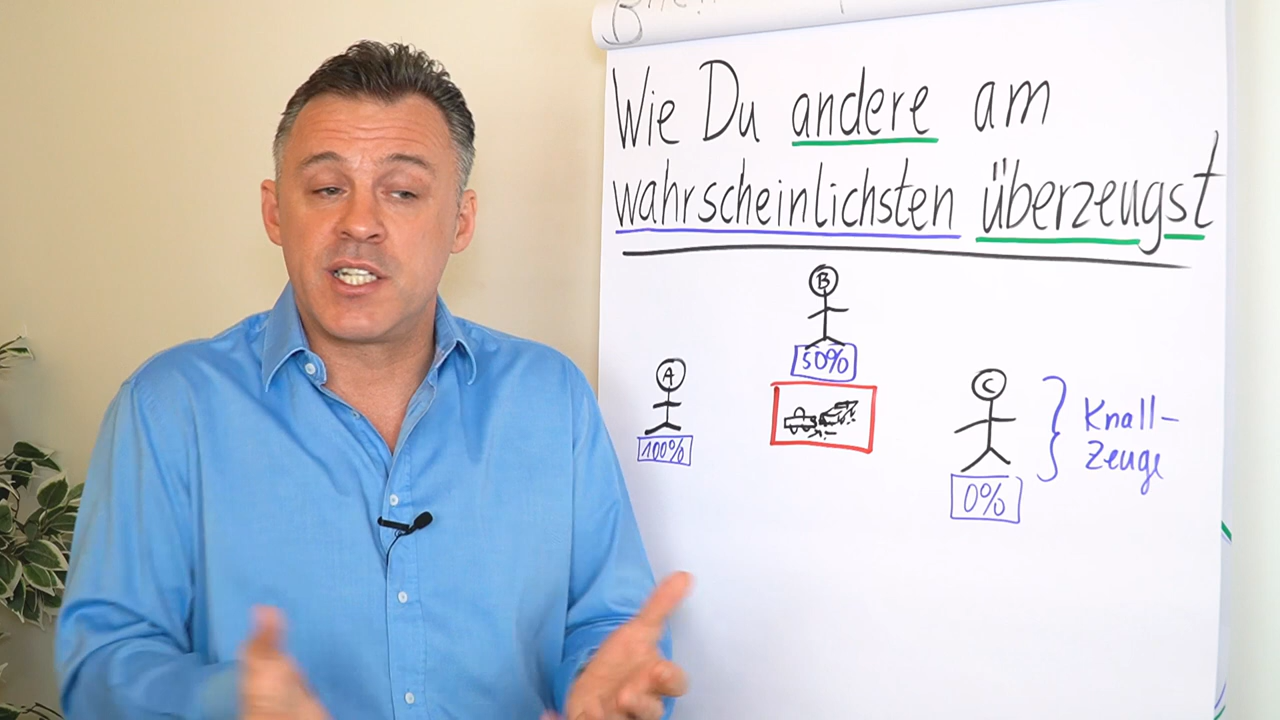 Wie Du andere am
wahrscheinlichsten überzeugst
B
50%
A
100%
C
0%
Knall-
Zeuge